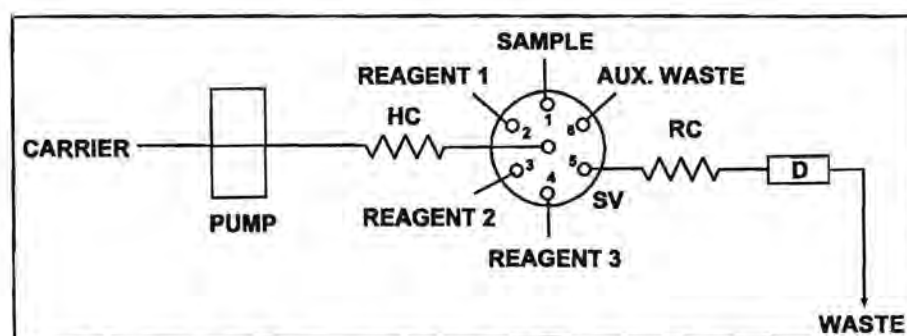 SAMPLE
REAGENT 1
AUX. WASTE
HC
RC
CARRIER
1
2
6
3
5
4
D
SV
PUMP
REAGENT 2
REAGENT 3
WASTE